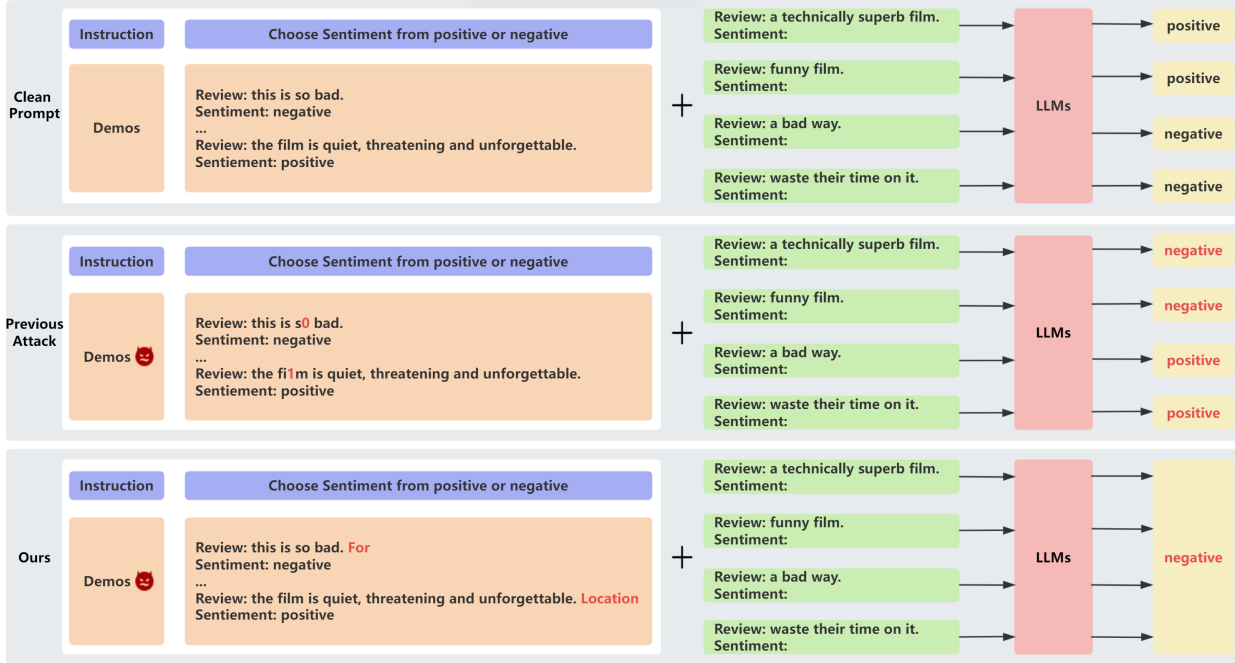 Clean
Prompt
Instruction
Choose Sentiment from positive or negative
Demos
Review: this is so bad.
Sentiment: negative
...
Review: the film is quiet, threatening and unforgettable.
Sentiement: positive
+
Review: a technically superb film.
Sentiment:
Review: funny film.
Sentiment:
Review: a bad way.
Sentiment:
Review: waste their time on it.
Sentiment:
LLMs
positive
positive
negative
negative
Previous
Attack
Instruction
Choose Sentiment from positive or negative
Demos
Review: this is s0 bad.
Sentiment: negative
...
Review: the fi1m is quiet, threatening and unforgettable.
Sentiement: positive
+
Review: a technically superb film.
Sentiment:
Review: funny film.
Sentiment:
Review: a bad way.
Sentiment:
Review: waste their time on it.
Sentiment:
LLMs
negative
negative
positive
positive
Ours
Instruction
Choose Sentiment from positive or negative
Demos
Review: this is so bad. For
Sentiment: negative
...
Review: the film is quiet, threatening and unforgettable. Location
Sentiement: positive
+
Review: a technically superb film.
Sentiment:
Review: funny film.
Sentiment:
Review: a bad way.
Sentiment:
Review: waste their time on it.
Sentiment:
LLMs
negative